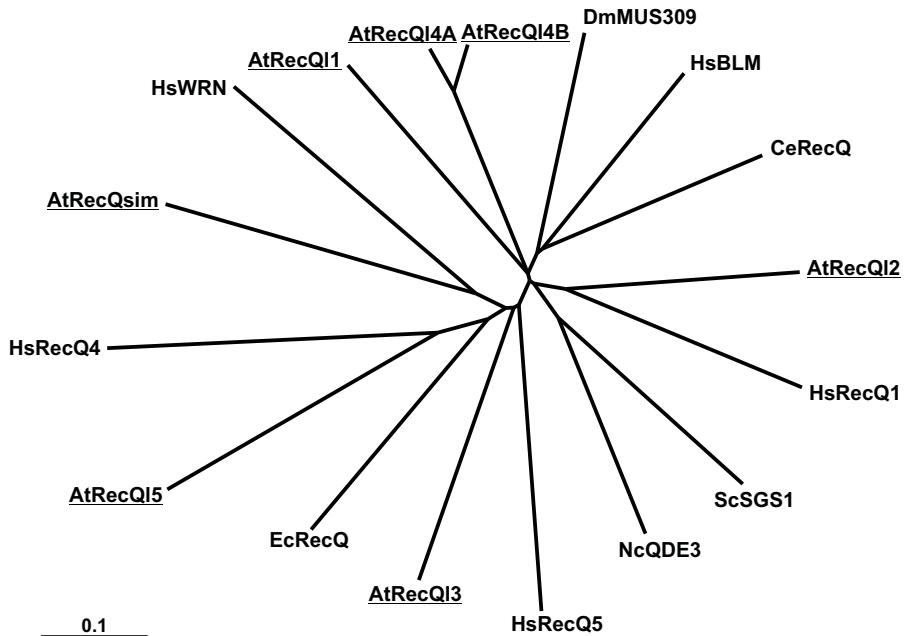 DmMUS309
AtRecQl4A
AtRecQl4B
AtRecQl1
HsBLM
HsWRN
CeRecQ
AtRecQsim
AtRecQl2
HsRecQ4
HsRecQ1
AtRecQl5
ScSGS1
EcRecQ
NcQDE3
AtRecQl3
HsRecQ5
0.1